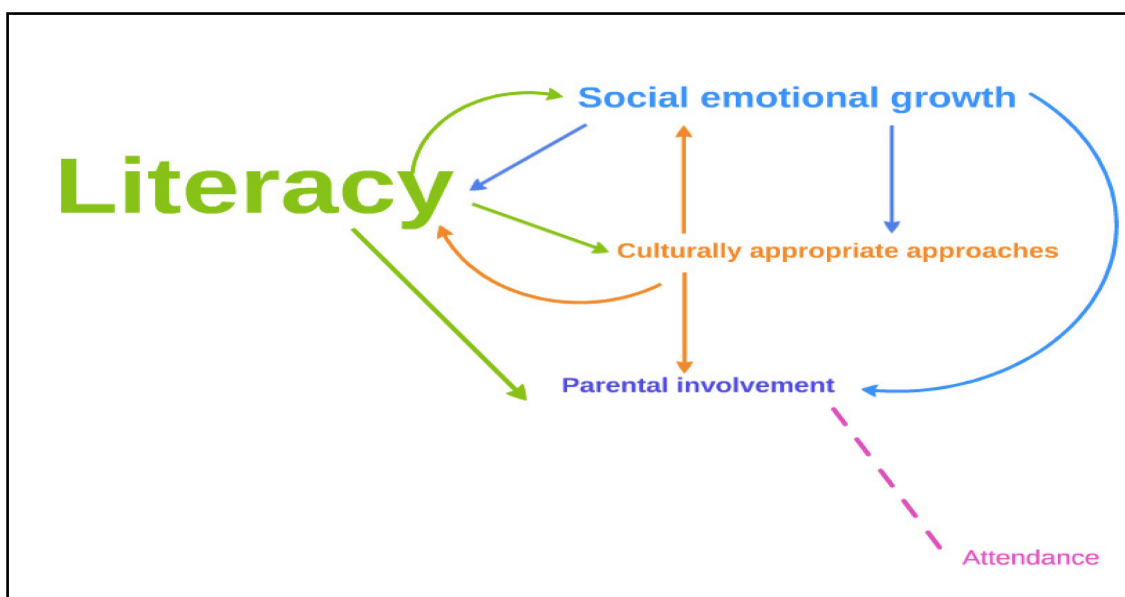 Social emotional growth
Literacy
Culturally appropriate approaches
Parental involvement
Attendance